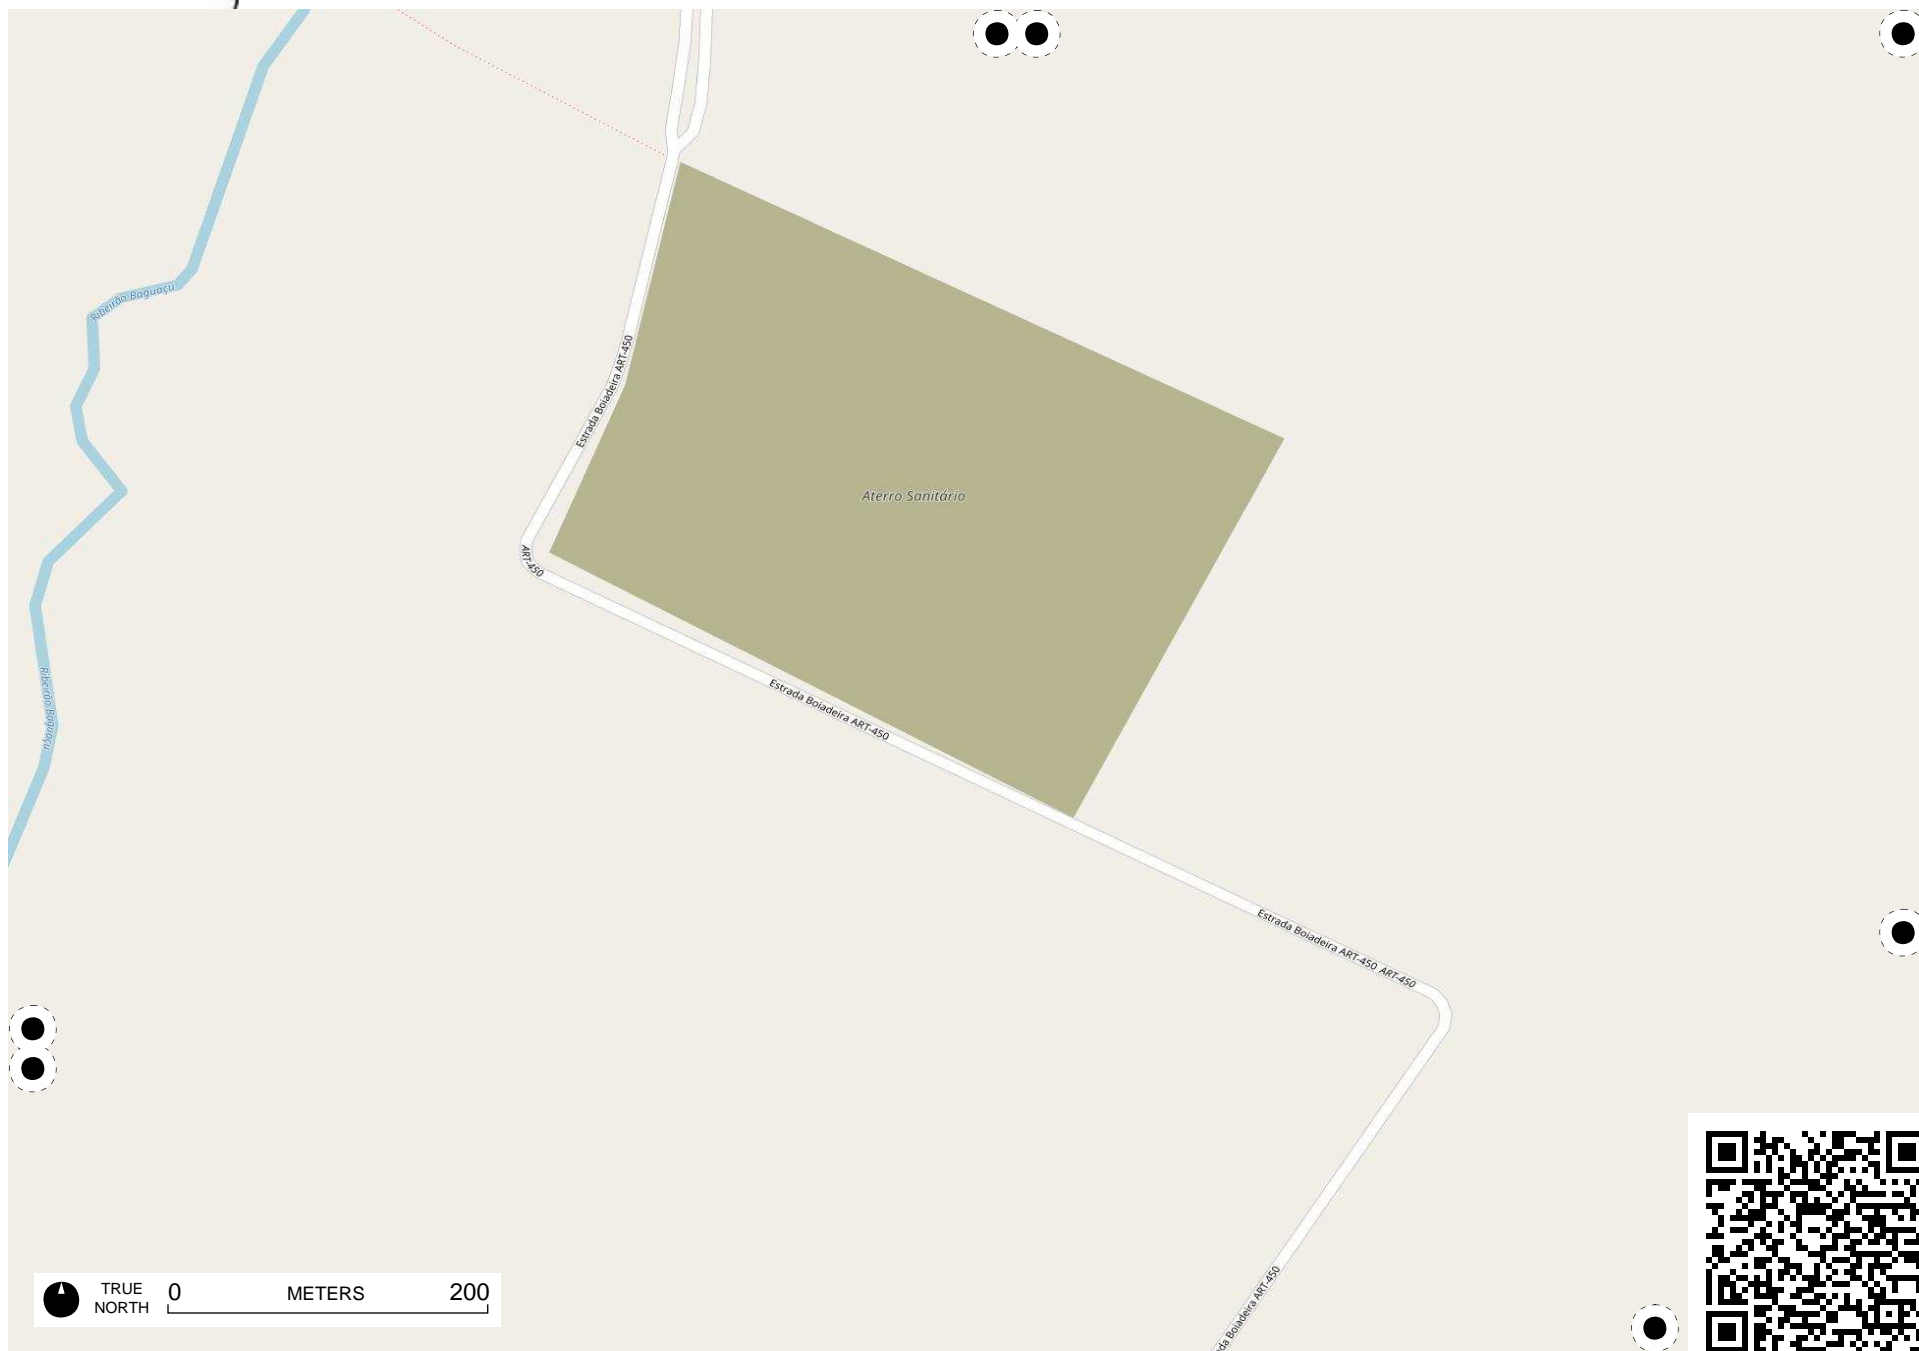 Ribeirão Baguaçu
Estrada Boiadeira ART-450
Aterro Sanitário
ART-450
Ribeirão Baguaçu
Estrada Boiadeira ART-450
Estrada Boiadeira ART-450
ART-450
da Boiadeira ART-450
TRUE
NORTH
0
METERS
200